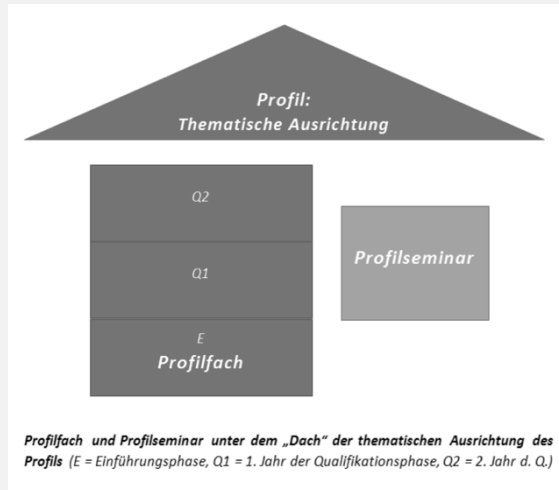 Profil:
Thematische Ausrichtung
Q2
Q1
Profilseminar
E
Profilfach
Profilfach und Profilseminar unter dem „Dach“ der thematischen Ausrichtung des
Profils (E = Einführungsphase, Q1 = 1. Jahr der Qualifikationsphase, Q2 = 2. Jahr d. Q.)